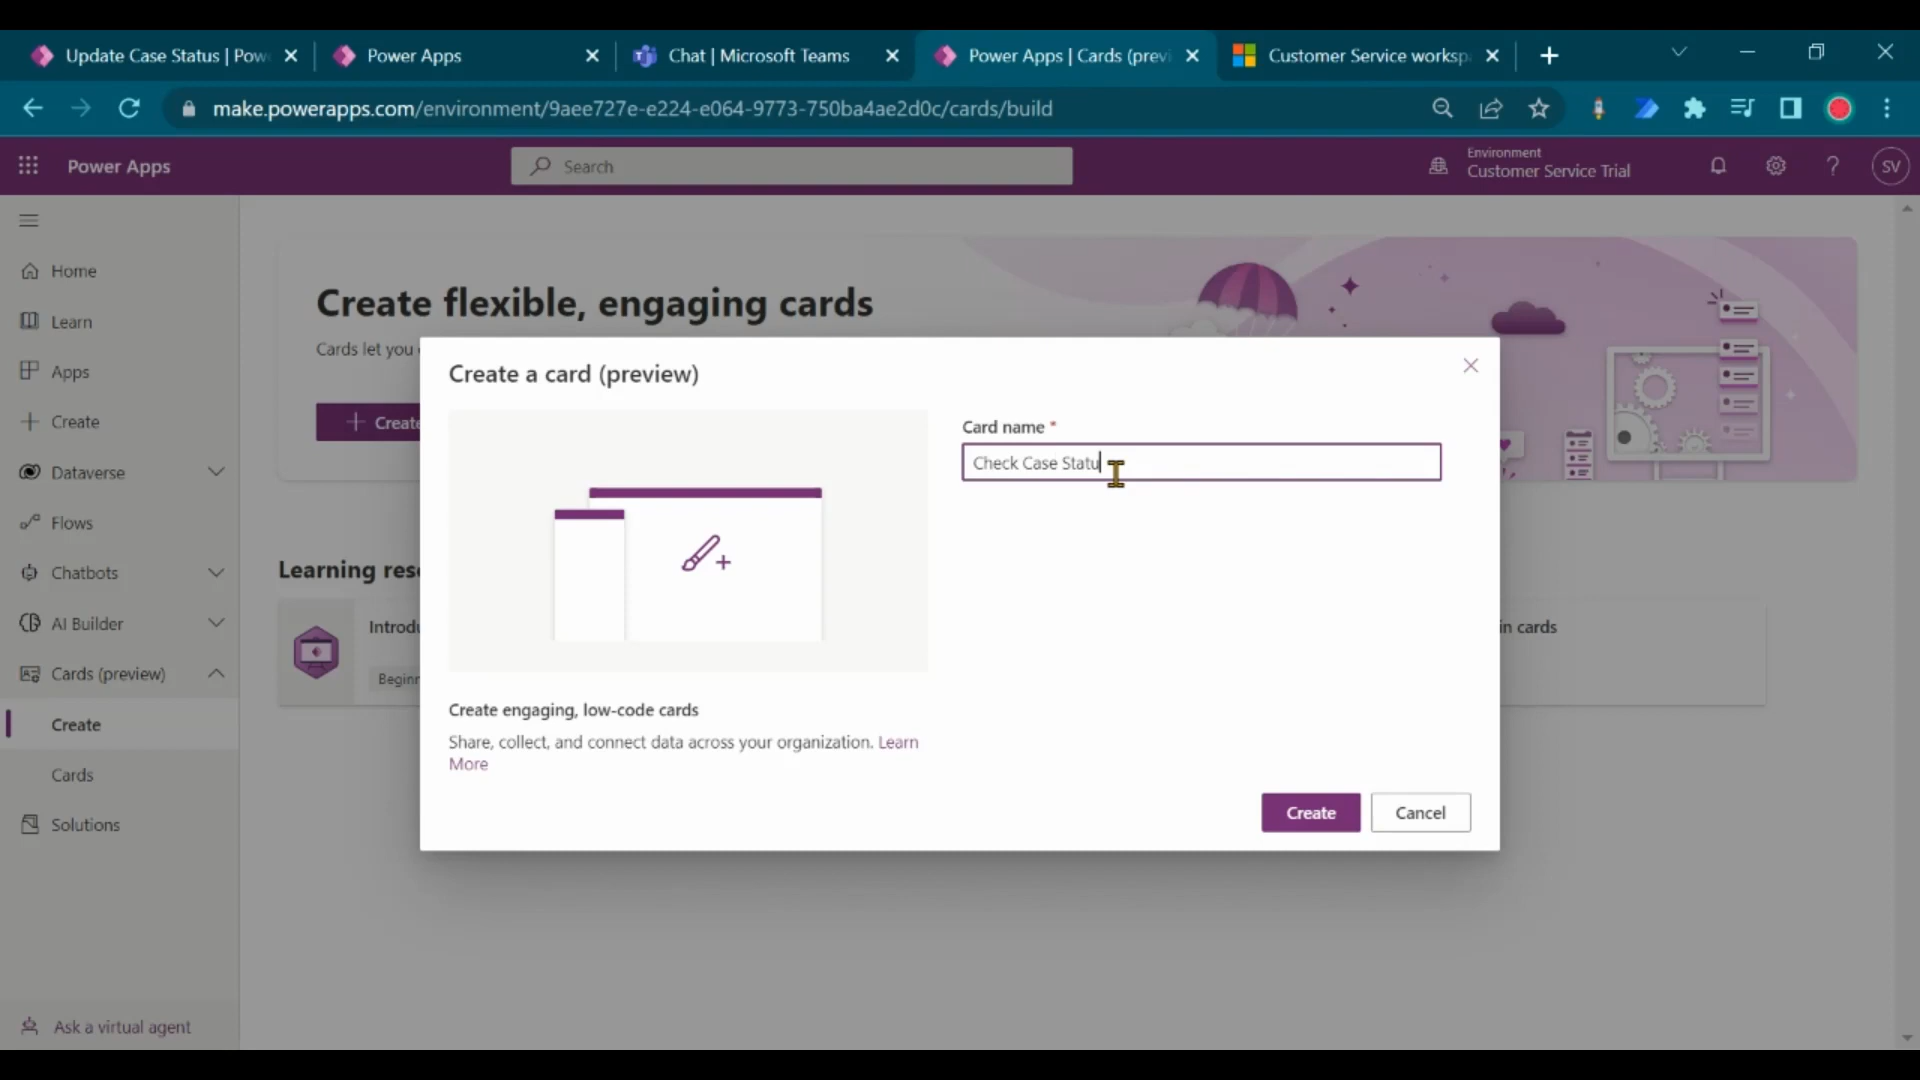 Update Case Status | Pow
Power Apps
Chat | Microsoft Teams
Power Apps | Cards (previ
Customer Service worksp
make.powerapps.com/environment/9aee727e-e224-e064-9773-750ba4ae2d0c/cards/build
Power Apps
Search
Environment
Customer Service Trial
SV
Home
Learn
Apps
Create
Dataverse
Flows
Chatbots
AI Builder
Cards (preview)
Create
Cards
Solutions
Ask a virtual agent
Create flexible, engaging cards
Cards let you
Create
Learning res
Introdu
Beginn
in cards
Create a card (preview)
Card name *
Check Case Statu
Create engaging, low-code cards
Share, collect, and connect data across your organization. Learn
More
Create
Cancel